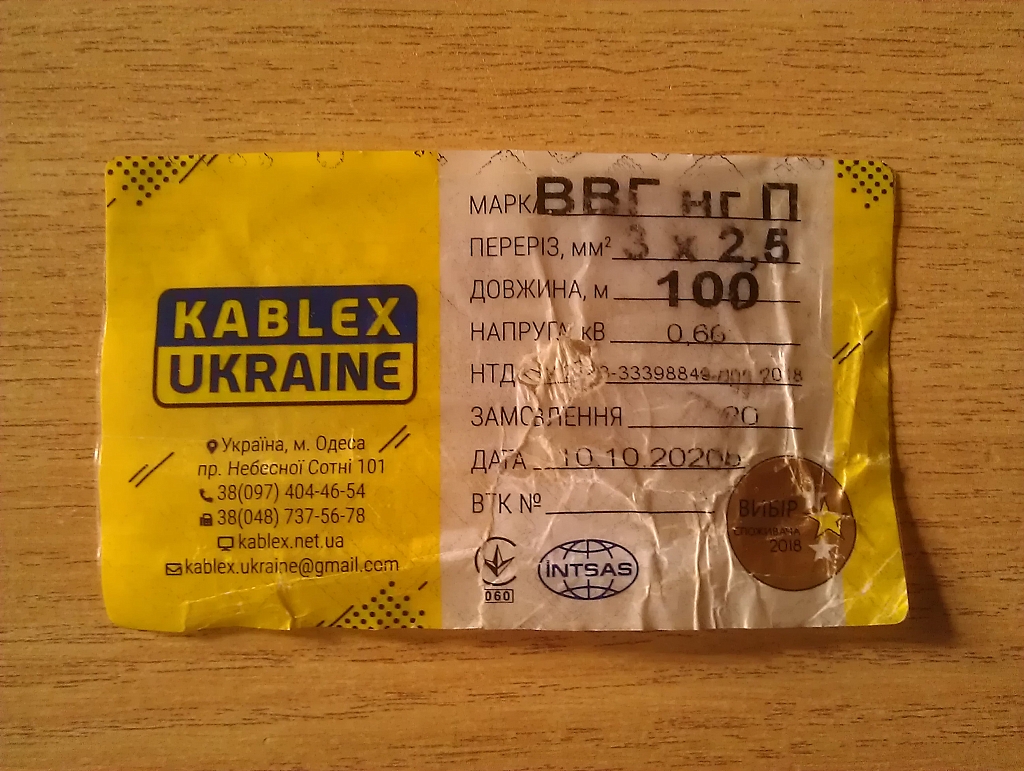 KABLEX
UKRAINE
Україна, м. Одеса
пр. Небесної Сотні 101
38(097) 404-46-54
38(048) 737-56-78
kablex.net.ua
kablex.ukraine@gmail.com
МАРКА ВВГ нг П
ПЕРЕРІЗ, мм² 3 x 2,5
ДОВЖИНА, м 100
НАПРУГА, кВ 0,66
НТД
ЗАМОВЛЕННЯ
ДАТА 10.10.2020р
ВТК №
060
INTSAS
ВИБІР
СПОЖИВАЧА
2018